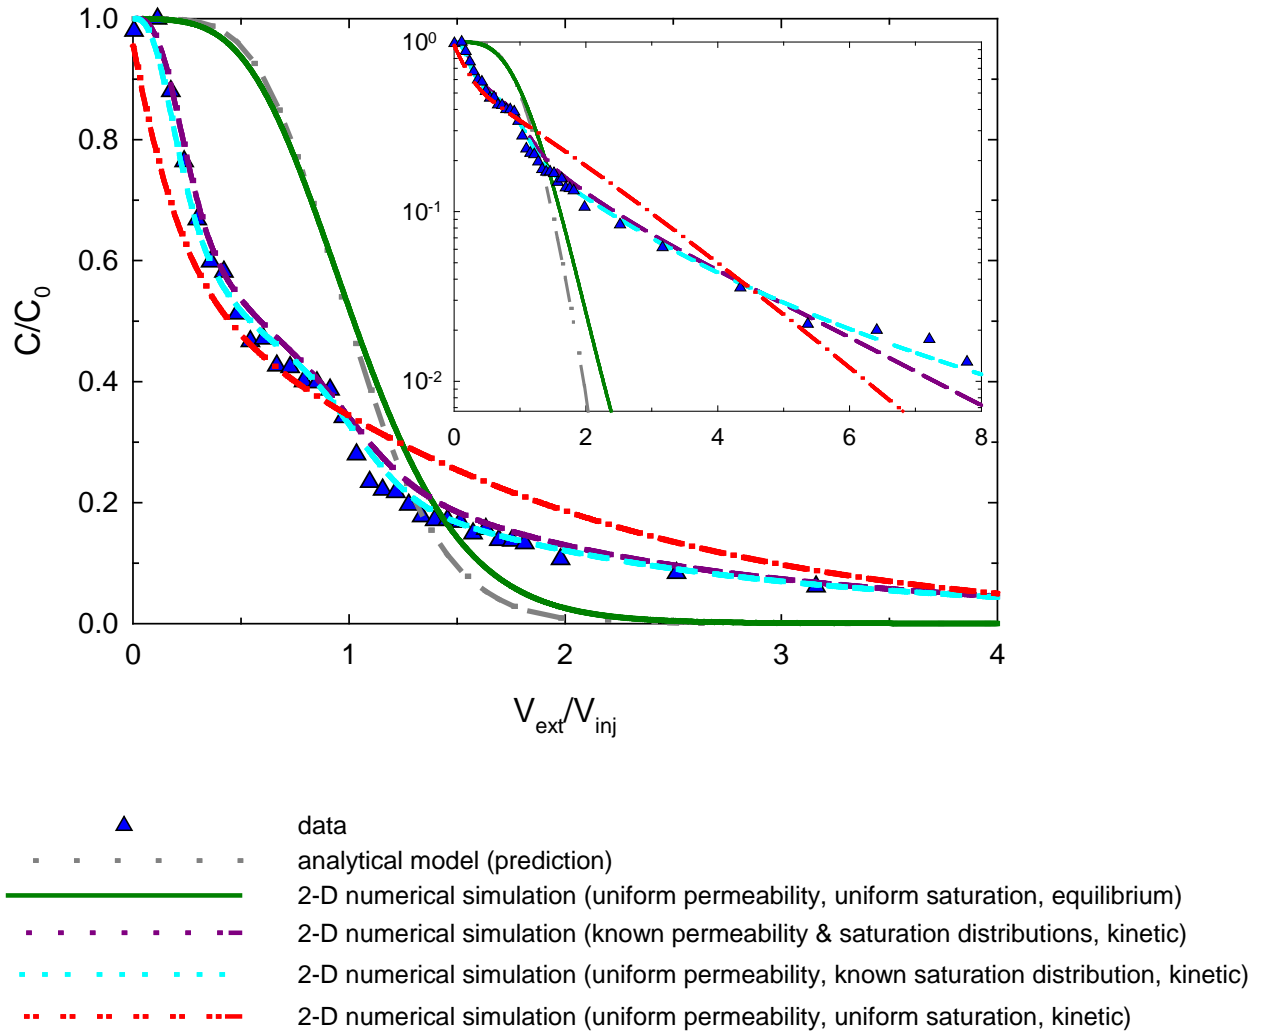 1.0
0.8
0.6
0.4
0.2
0.0
C/C0
0 1 2 3 4
Vext/Vinj
10^0
10^-1
10^-2
0 2 4 6 8
data
analytical model (prediction)
2-D numerical simulation (uniform permeability, uniform saturation, equilibrium)
2-D numerical simulation (known permeability & saturation distributions, kinetic)
2-D numerical simulation (uniform permeability, known saturation distribution, kinetic)
2-D numerical simulation (uniform permeability, uniform saturation, kinetic)